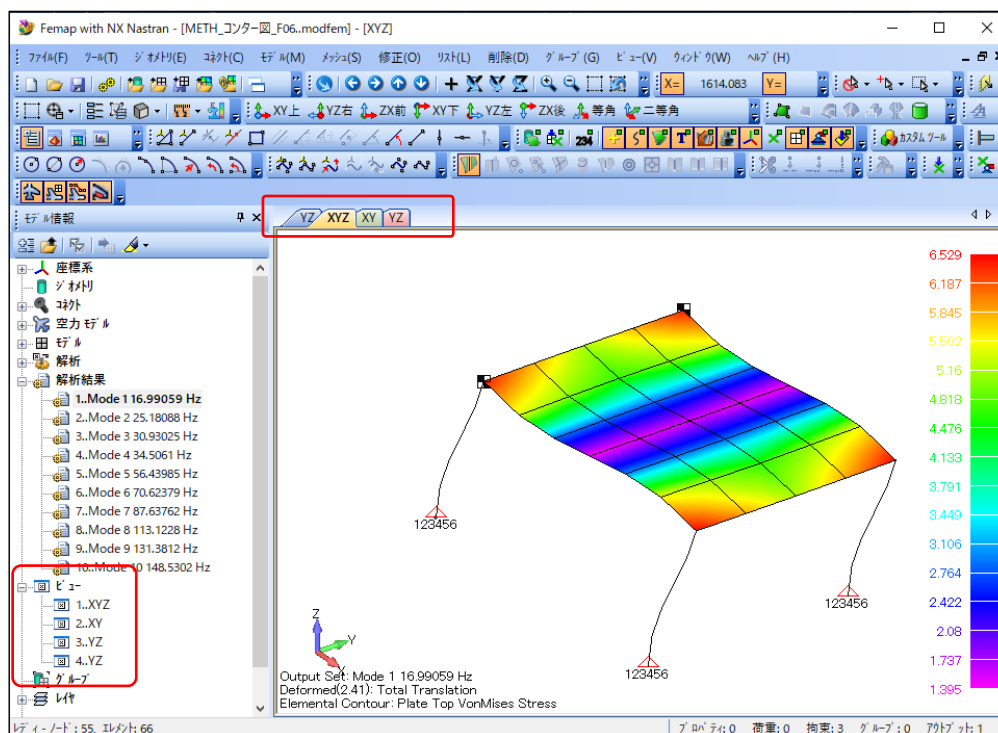 Femap with NX Nastran - [METH_コンター図_F06..modfem] - [XYZ]
ファイル(F) ツール(T) ジオメトリ(E) コネクト(C) モデル(M) メッシュ(S) 修正(O) リスト(L) 削除(D) グループ(G) ビュー(V) ウィンドウ(W) ヘルプ(H)
X= 1614.083 Y=
XY上 YZ右 ZX前 XY下 YZ左 ZX後 等角 二等角
234 T カスタム ツール
モデル情報
YZ XYZ XY YZ
座標系
ジオメトリ
コネクト
空力モデル
モデル
解析
解析結果
1..Mode 1 16.99059 Hz
2..Mode 2 25.18088 Hz
3..Mode 3 30.93025 Hz
4..Mode 4 34.5061 Hz
5..Mode 5 56.43985 Hz
6..Mode 6 70.62379 Hz
7..Mode 7 87.63762 Hz
8..Mode 8 113.1228 Hz
9..Mode 9 131.3812 Hz
10..Mode 10 148.5302 Hz
ビュー
1..XYZ
2..XY
3..YZ
4..YZ
グループ
レイヤ
6.529
6.187
5.845
5.502
5.16
4.818
4.476
4.133
3.791
3.449
3.106
2.764
2.422
2.08
1.737
1.395
123456
123456
123456
Z
Y
X
Output Set: Mode 1 16.99059 Hz
Deformed(2.41): Total Translation
Elemental Contour: Plate Top VonMises Stress
レディ - ノード: 55, エレメント: 66
プロパティ: 0 荷重: 0 拘束: 3 グループ: 0 アウトプット: 1